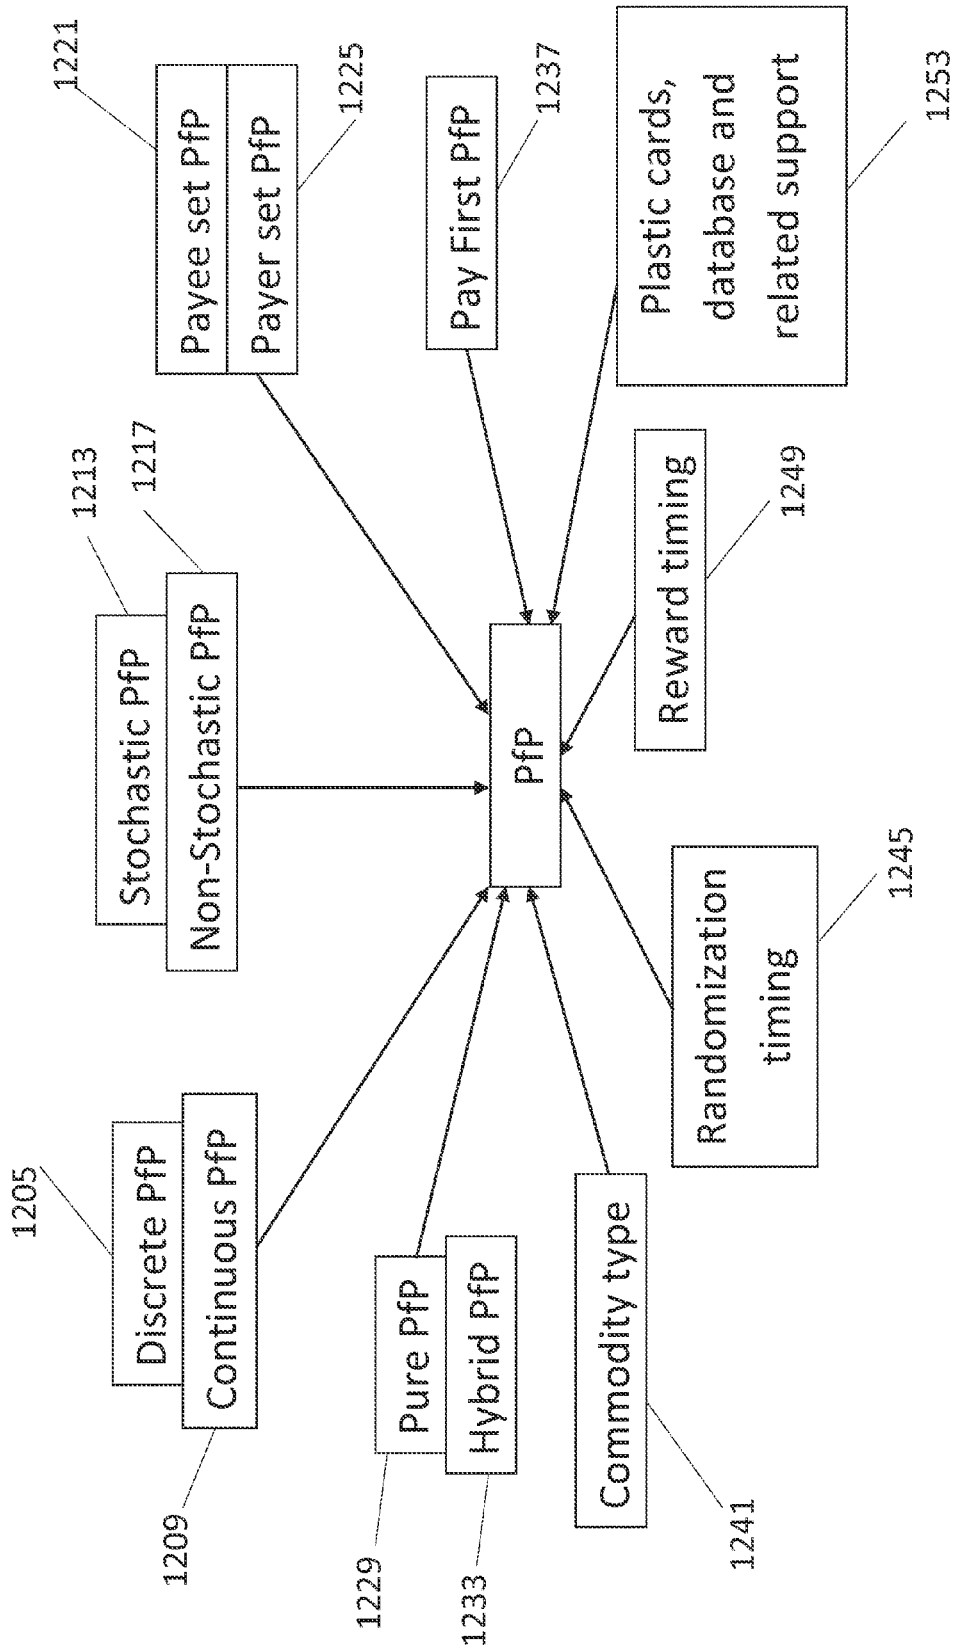 1205
Discrete PfP
Continuous PfP
1209
1213
Stochastic PfP
Non-Stochastic PfP
1217
1221
Payee set PfP
Payer set PfP
1225
1229
Pure PfP
Hybrid PfP
1233
PfP
Pay First PfP
1237
Commodity type
1241
Randomization
timing
1245
Reward timing
1249
Plastic cards,
database and
related support
1253